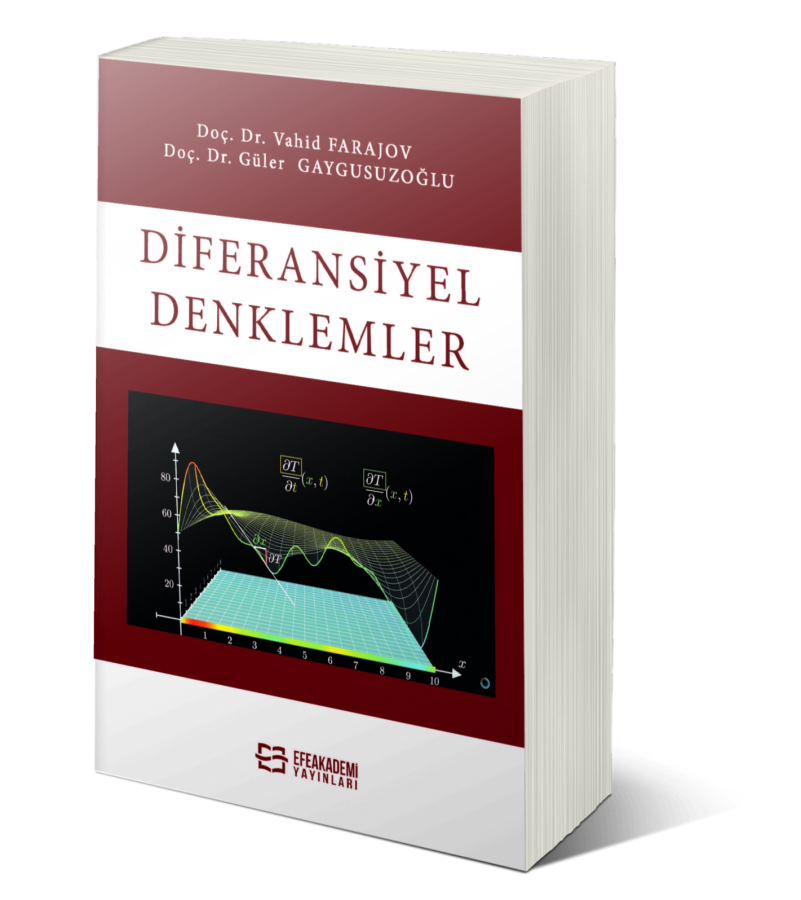 Doç. Dr. Vahid FARAJOV
Doç. Dr. Güler GAYGUSUZOĞLU
DİFERANSİYEL
DENKLEMLER
∂T/∂t (x, t)
∂T/∂x (x, t)
80
60
40
20
∂x
∂T
1 2 3 4 5 6 7 8 9 10
x
EFEAKADEMİ
YAYINLARI